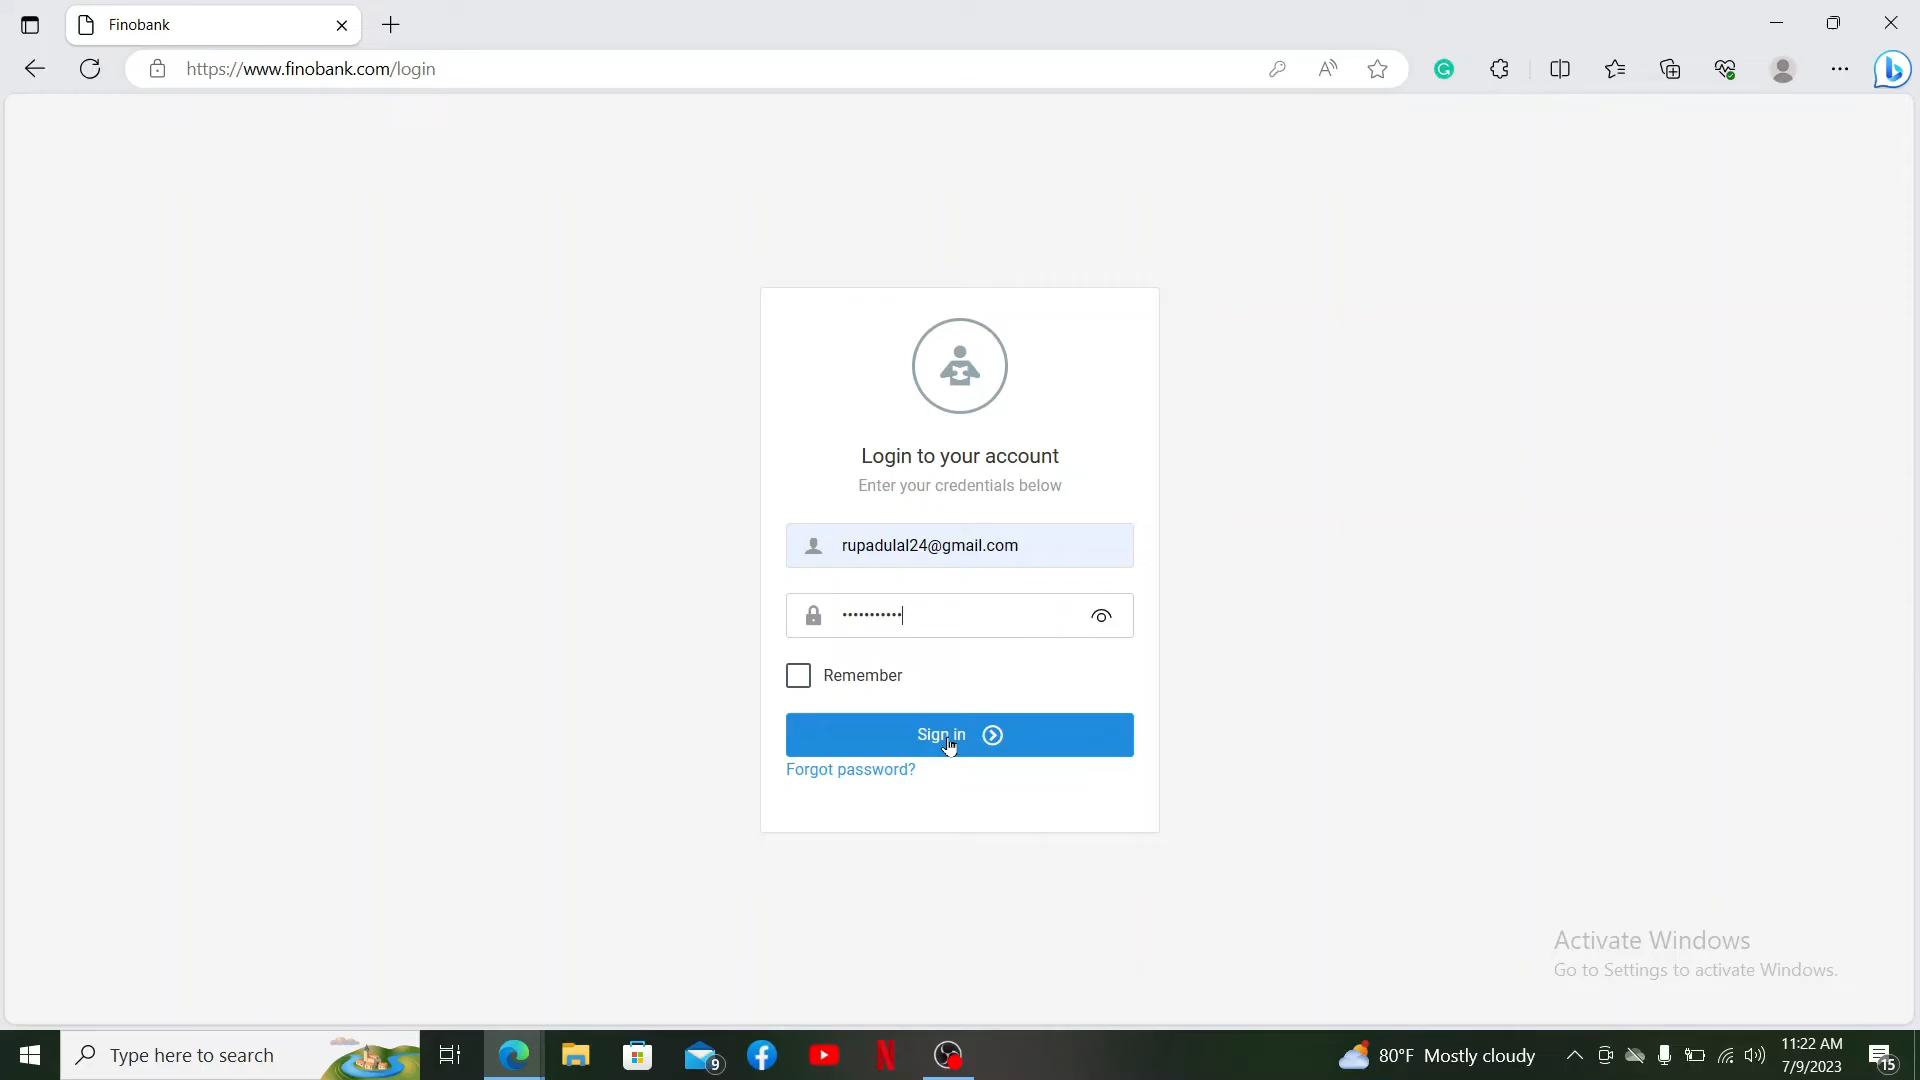 Finobank
https://www.finobank.com/login
Login to your account
Enter your credentials below
rupadulal24@gmail.com
•••••••••••
Remember
Sign in
Forgot password?
Activate Windows
Go to Settings to activate Windows.
Type here to search
9
80°F Mostly cloudy
11:22 AM
7/9/2023
15